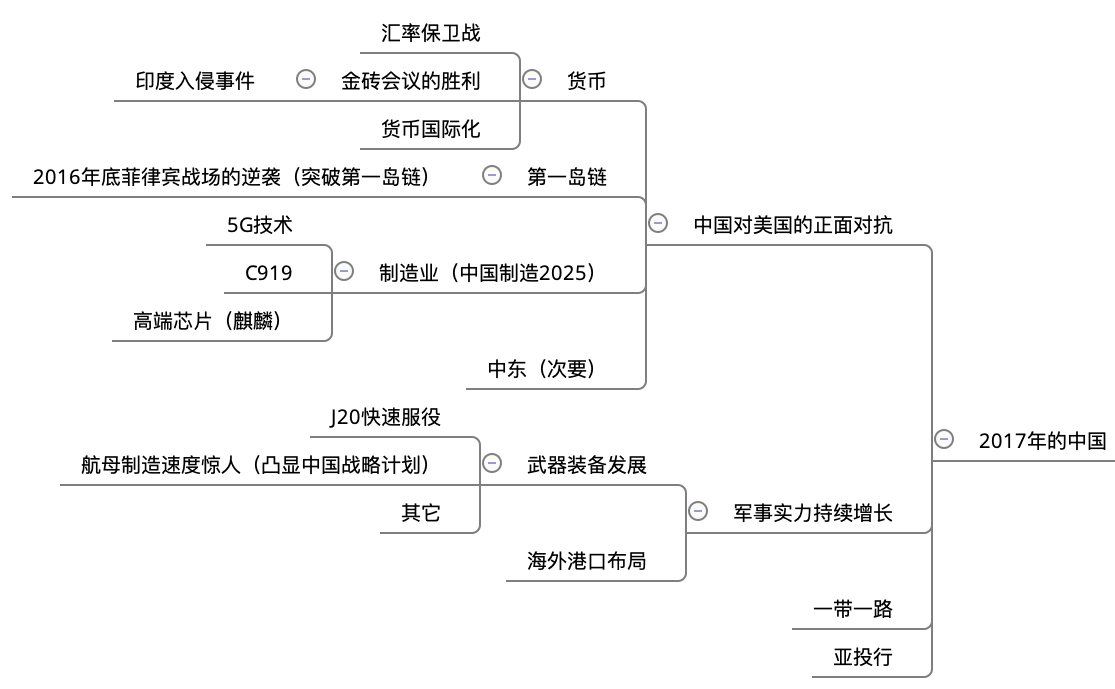 汇率保卫战
印度入侵事件
金砖会议的胜利
货币
货币国际化
2016年底菲律宾战场的逆袭（突破第一岛链）
第一岛链
5G技术
中国对美国的正面对抗
C919
制造业（中国制造2025）
高端芯片（麒麟）
中东（次要）
J20快速服役
2017年的中国
航母制造速度惊人（凸显中国战略计划）
武器装备发展
其它
军事实力持续增长
海外港口布局
一带一路
亚投行